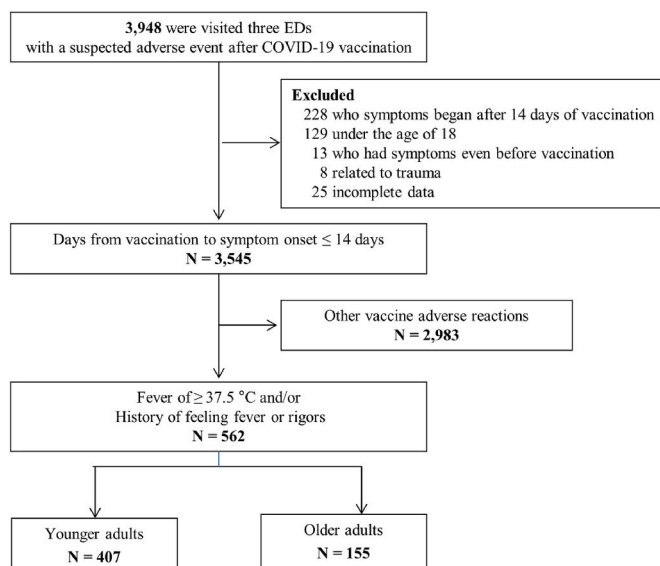 3,948 were visited three EDs
with a suspected adverse event after COVID-19 vaccination
Excluded
228 who symptoms began after 14 days of vaccination
129 under the age of 18
13 who had symptoms even before vaccination
8 related to trauma
25 incomplete data
Days from vaccination to symptom onset ≤ 14 days
N = 3,545
Other vaccine adverse reactions
N = 2,983
Fever of ≥ 37.5 °C and/or
History of feeling fever or rigors
N = 562
Younger adults
N = 407
Older adults
N = 155